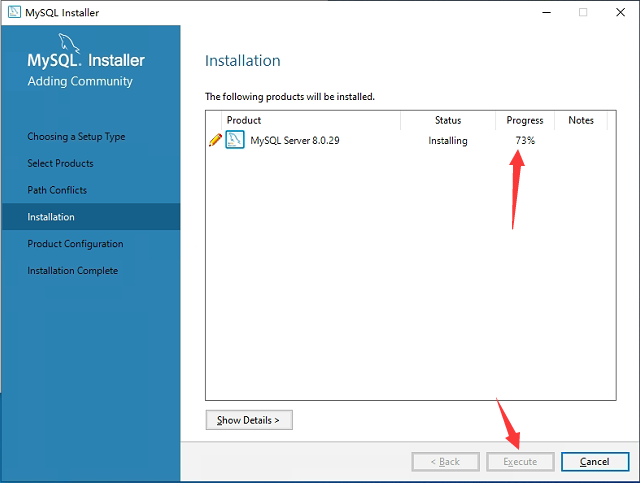 MySQL Installer
MySQL. Installer
Adding Community
Choosing a Setup Type
Select Products
Path Conflicts
Installation
Product Configuration
Installation Complete
Installation
The following products will be installed.
Product Status Progress Notes
MySQL Server 8.0.29 Installing 73%
Show Details >
< Back Execute Cancel